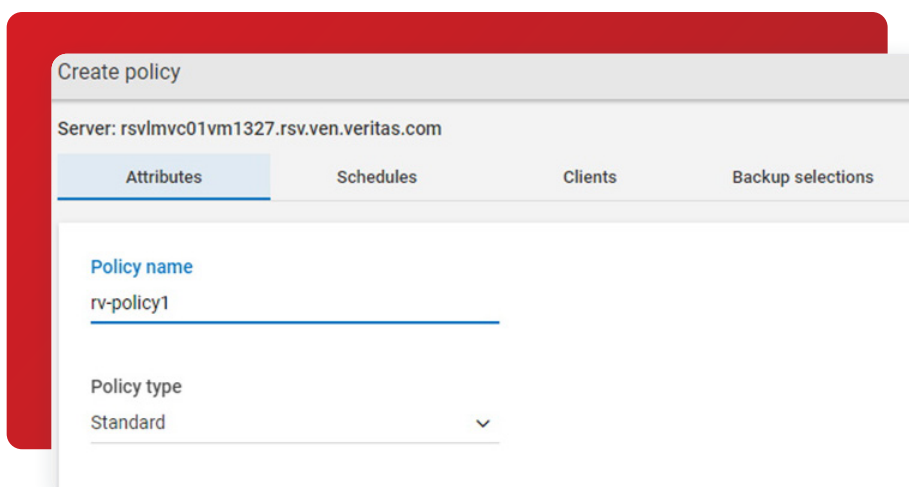 Create policy
Server: rsvlmvc01vm1327.rsv.ven.veritas.com
Attributes Schedules Clients Backup selections
Policy name
rv-policy1
Policy type
Standard